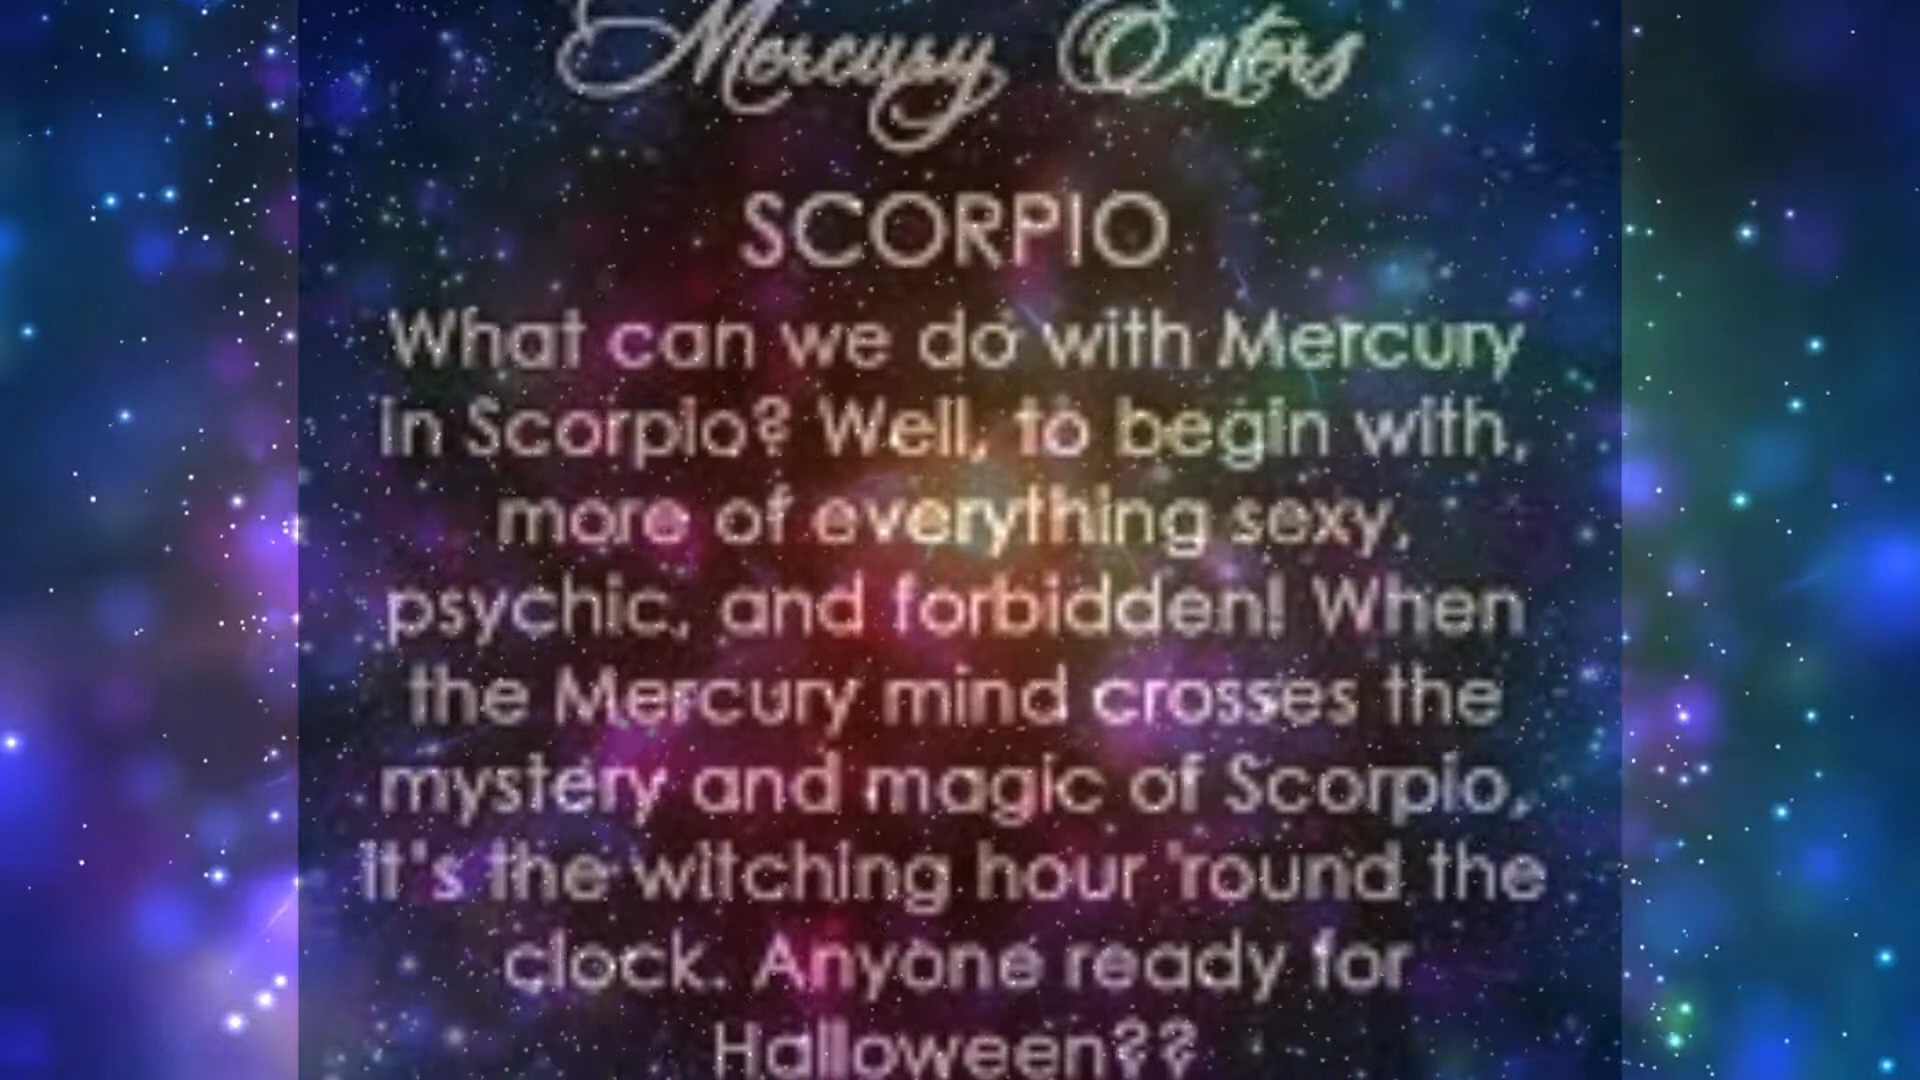 Mercury Enters
SCORPIO
What can we do with Mercury
in Scorpio? Well, to begin with,
more of everything sexy,
psychic, and forbidden! When
the Mercury mind crosses the
mystery and magic of Scorpio,
it's the witching hour 'round the
clock. Anyone ready for
Halloween??